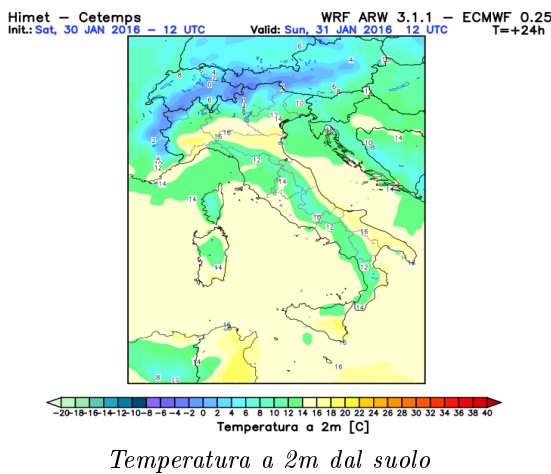 Himet – Cetemps WRF ARW 3.1.1 – ECMWF 0.25
Init.: Sat, 30 JAN 2016 – 12 UTC Valid: Sun, 31 JAN 2016 12 UTC T=+24h
-20-18-16-14-12-10-8 -6 -4 -2 0 2 4 6 8 10 12 14 16 18 20 22 24 26 28 30 32 34 36 38 40
Temperatura a 2m [C]
Temperatura a 2m dal suolo